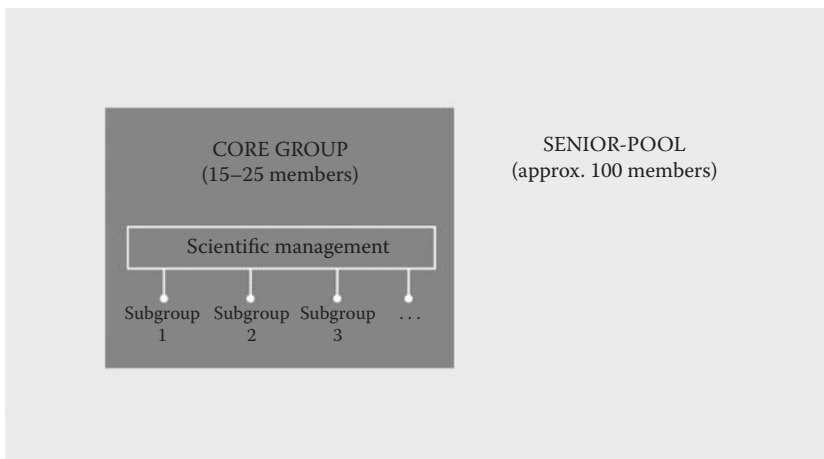 CORE GROUP
(15–25 members)
SENIOR-POOL
(approx. 100 members)
Scientific management
Subgroup 1
Subgroup 2
Subgroup 3
. . .